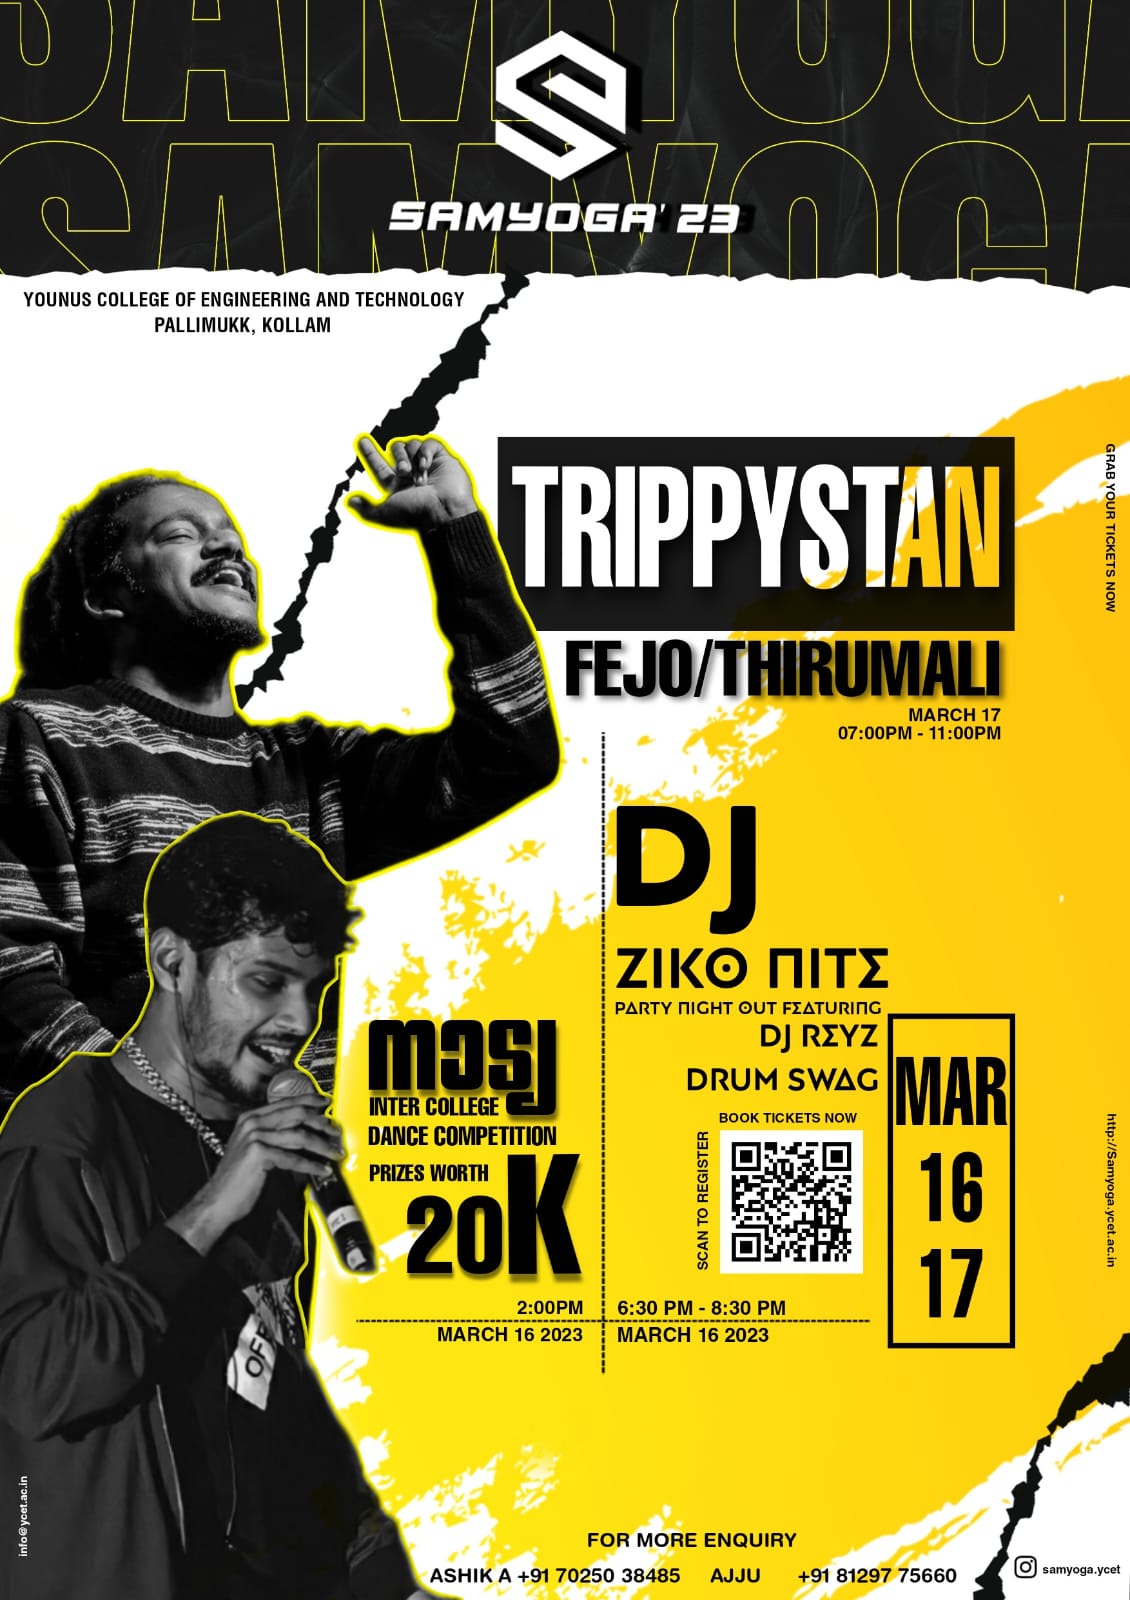 SAMYOGA
SAMYOGA
SAMYOGA' 23
YOUNUS COLLEGE OF ENGINEERING AND TECHNOLOGY
PALLIMUKK, KOLLAM
GRAB YOUR TICKETS NOW
TRIPPYSTAN
FEJO/THIRUMALI
MARCH 17
07:00PM - 11:00PM
DJ
ZIKO NITΣ
PARTY NIGHT OUT FΣATURING
DJ RΣYZ
DRUM SWAG
INTER COLLEGE
DANCE COMPETITION
PRIZES WORTH
20K
2:00PM
MARCH 16 2023
BOOK TICKETS NOW
SCAN TO REGISTER
6:30 PM - 8:30 PM
MARCH 16 2023
MAR
16
17
http://Samyoga.ycet.ac.in
OFF
info@ycet.ac.in
FOR MORE ENQUIRY
ASHIK A +91 70250 38485 AJJU +91 81297 75660
samyoga.ycet